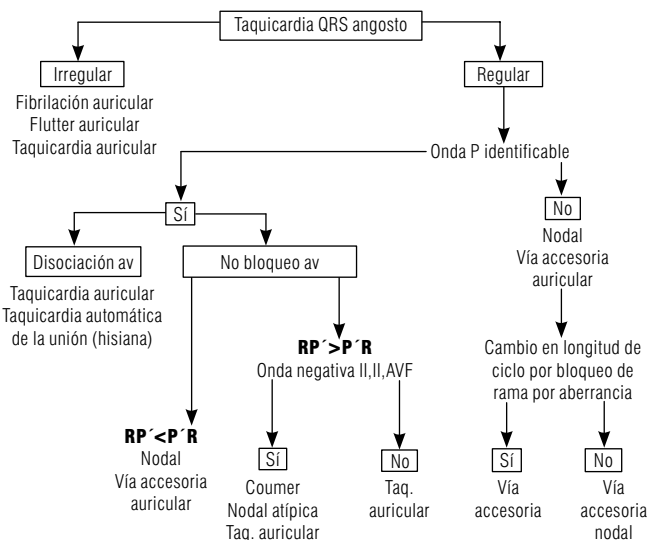 Taquicardia QRS angosto
Irregular
Fibrilación auricular
Flutter auricular
Taquicardia auricular
Regular
Onda P identificable
Sí
Disociación av
Taquicardia auricular
Taquicardia automática
de la unión (hisiana)
No bloqueo av
RP´<P´R
Nodal
Vía accesoria
auricular
RP´>P´R
Onda negativa II,II,AVF
Sí
Coumer
Nodal atípica
Taq. auricular
No
Taq.
auricular
No
Nodal
Vía accesoria
auricular
Cambio en longitud de
ciclo por bloqueo de
rama por aberrancia
Sí
Vía
accesoria
No
Vía
accesoria
nodal